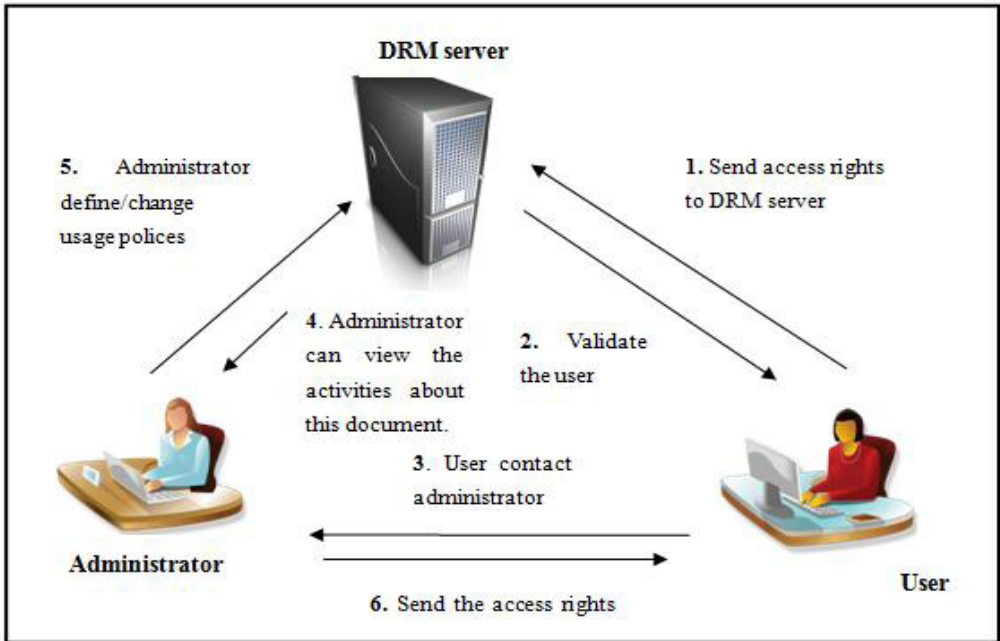 DRM server
5. Administrator
define/change
usage polices
1. Send access rights
to DRM server
4. Administrator
can view the
activities about
this document.
2. Validate
the user
3. User contact
administrator
Administrator
User
6. Send the access rights